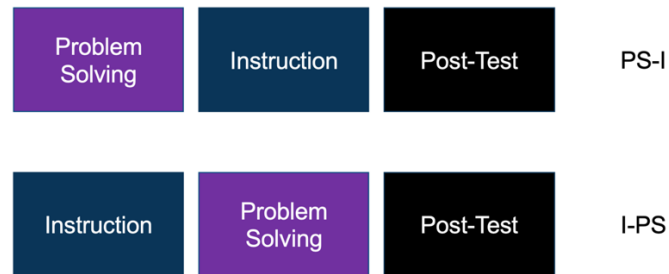 Problem
Solving
Instruction
Post-Test
PS-I
Instruction
Problem
Solving
Post-Test
I-PS